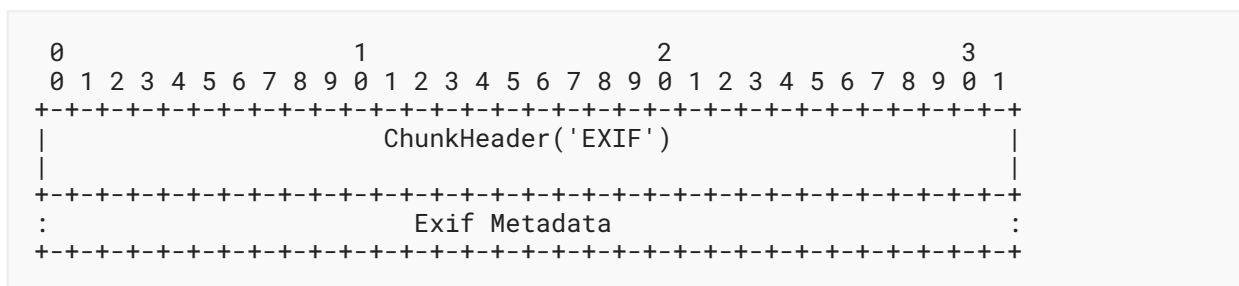 0                   1                   2                   3
 0 1 2 3 4 5 6 7 8 9 0 1 2 3 4 5 6 7 8 9 0 1 2 3 4 5 6 7 8 9 0 1
+-+-+-+-+-+-+-+-+-+-+-+-+-+-+-+-+-+-+-+-+-+-+-+-+-+-+-+-+-+-+-+-+
|                      ChunkHeader('EXIF')                      |
|                                                               |
+-+-+-+-+-+-+-+-+-+-+-+-+-+-+-+-+-+-+-+-+-+-+-+-+-+-+-+-+-+-+-+-+
:                        Exif Metadata                          :
+-+-+-+-+-+-+-+-+-+-+-+-+-+-+-+-+-+-+-+-+-+-+-+-+-+-+-+-+-+-+-+-+